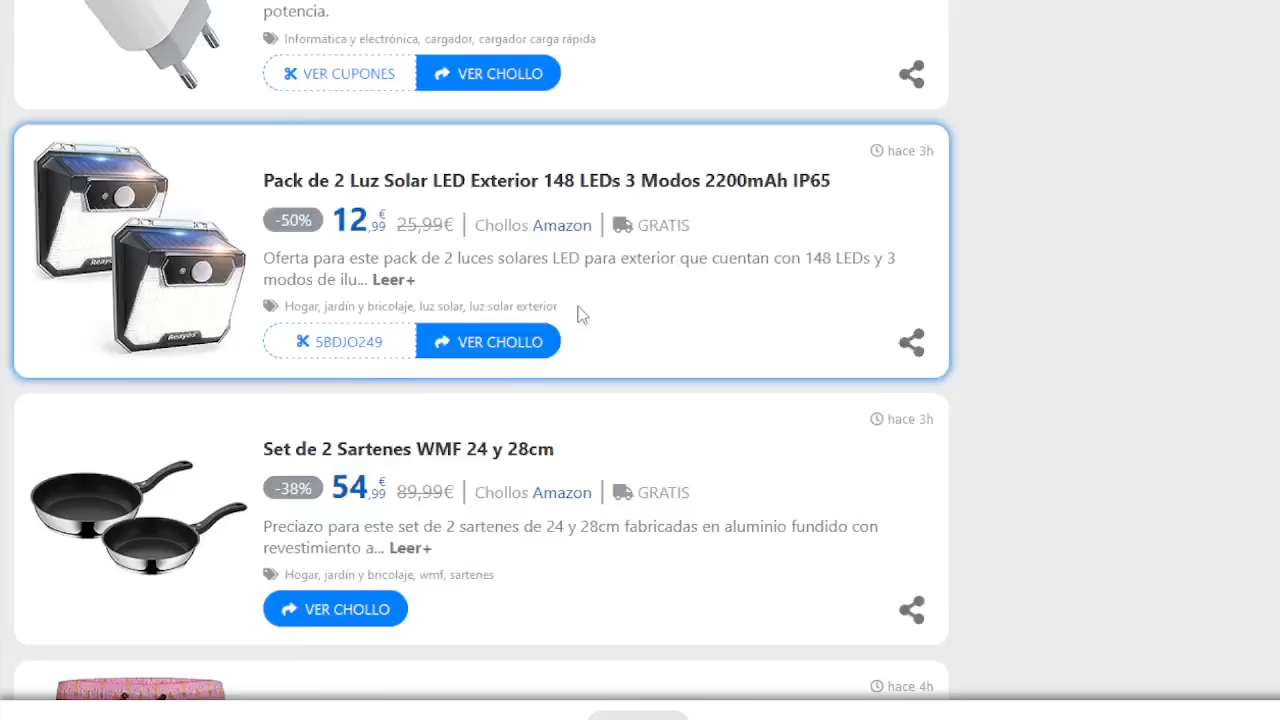 potencia.
Informática y electrónica, cargador, cargador carga rápida
VER CUPONES
VER CHOLLO
hace 3h
Pack de 2 Luz Solar LED Exterior 148 LEDs 3 Modos 2200mAh IP65
-50% 12,99€ 25,99€ | Chollos Amazon | GRATIS
Oferta para este pack de 2 luces solares LED para exterior que cuentan con 148 LEDs y 3
modos de ilu... Leer+
Hogar, jardín y bricolaje, luz solar, luz solar exterior
5BDJO249
VER CHOLLO
Reayos
hace 3h
Set de 2 Sartenes WMF 24 y 28cm
-38% 54,99€ 89,99€ | Chollos Amazon | GRATIS
Preciazo para este set de 2 sartenes de 24 y 28cm fabricadas en aluminio fundido con
revestimiento a... Leer+
Hogar, jardín y bricolaje, wmf, sartenes
VER CHOLLO
hace 4h